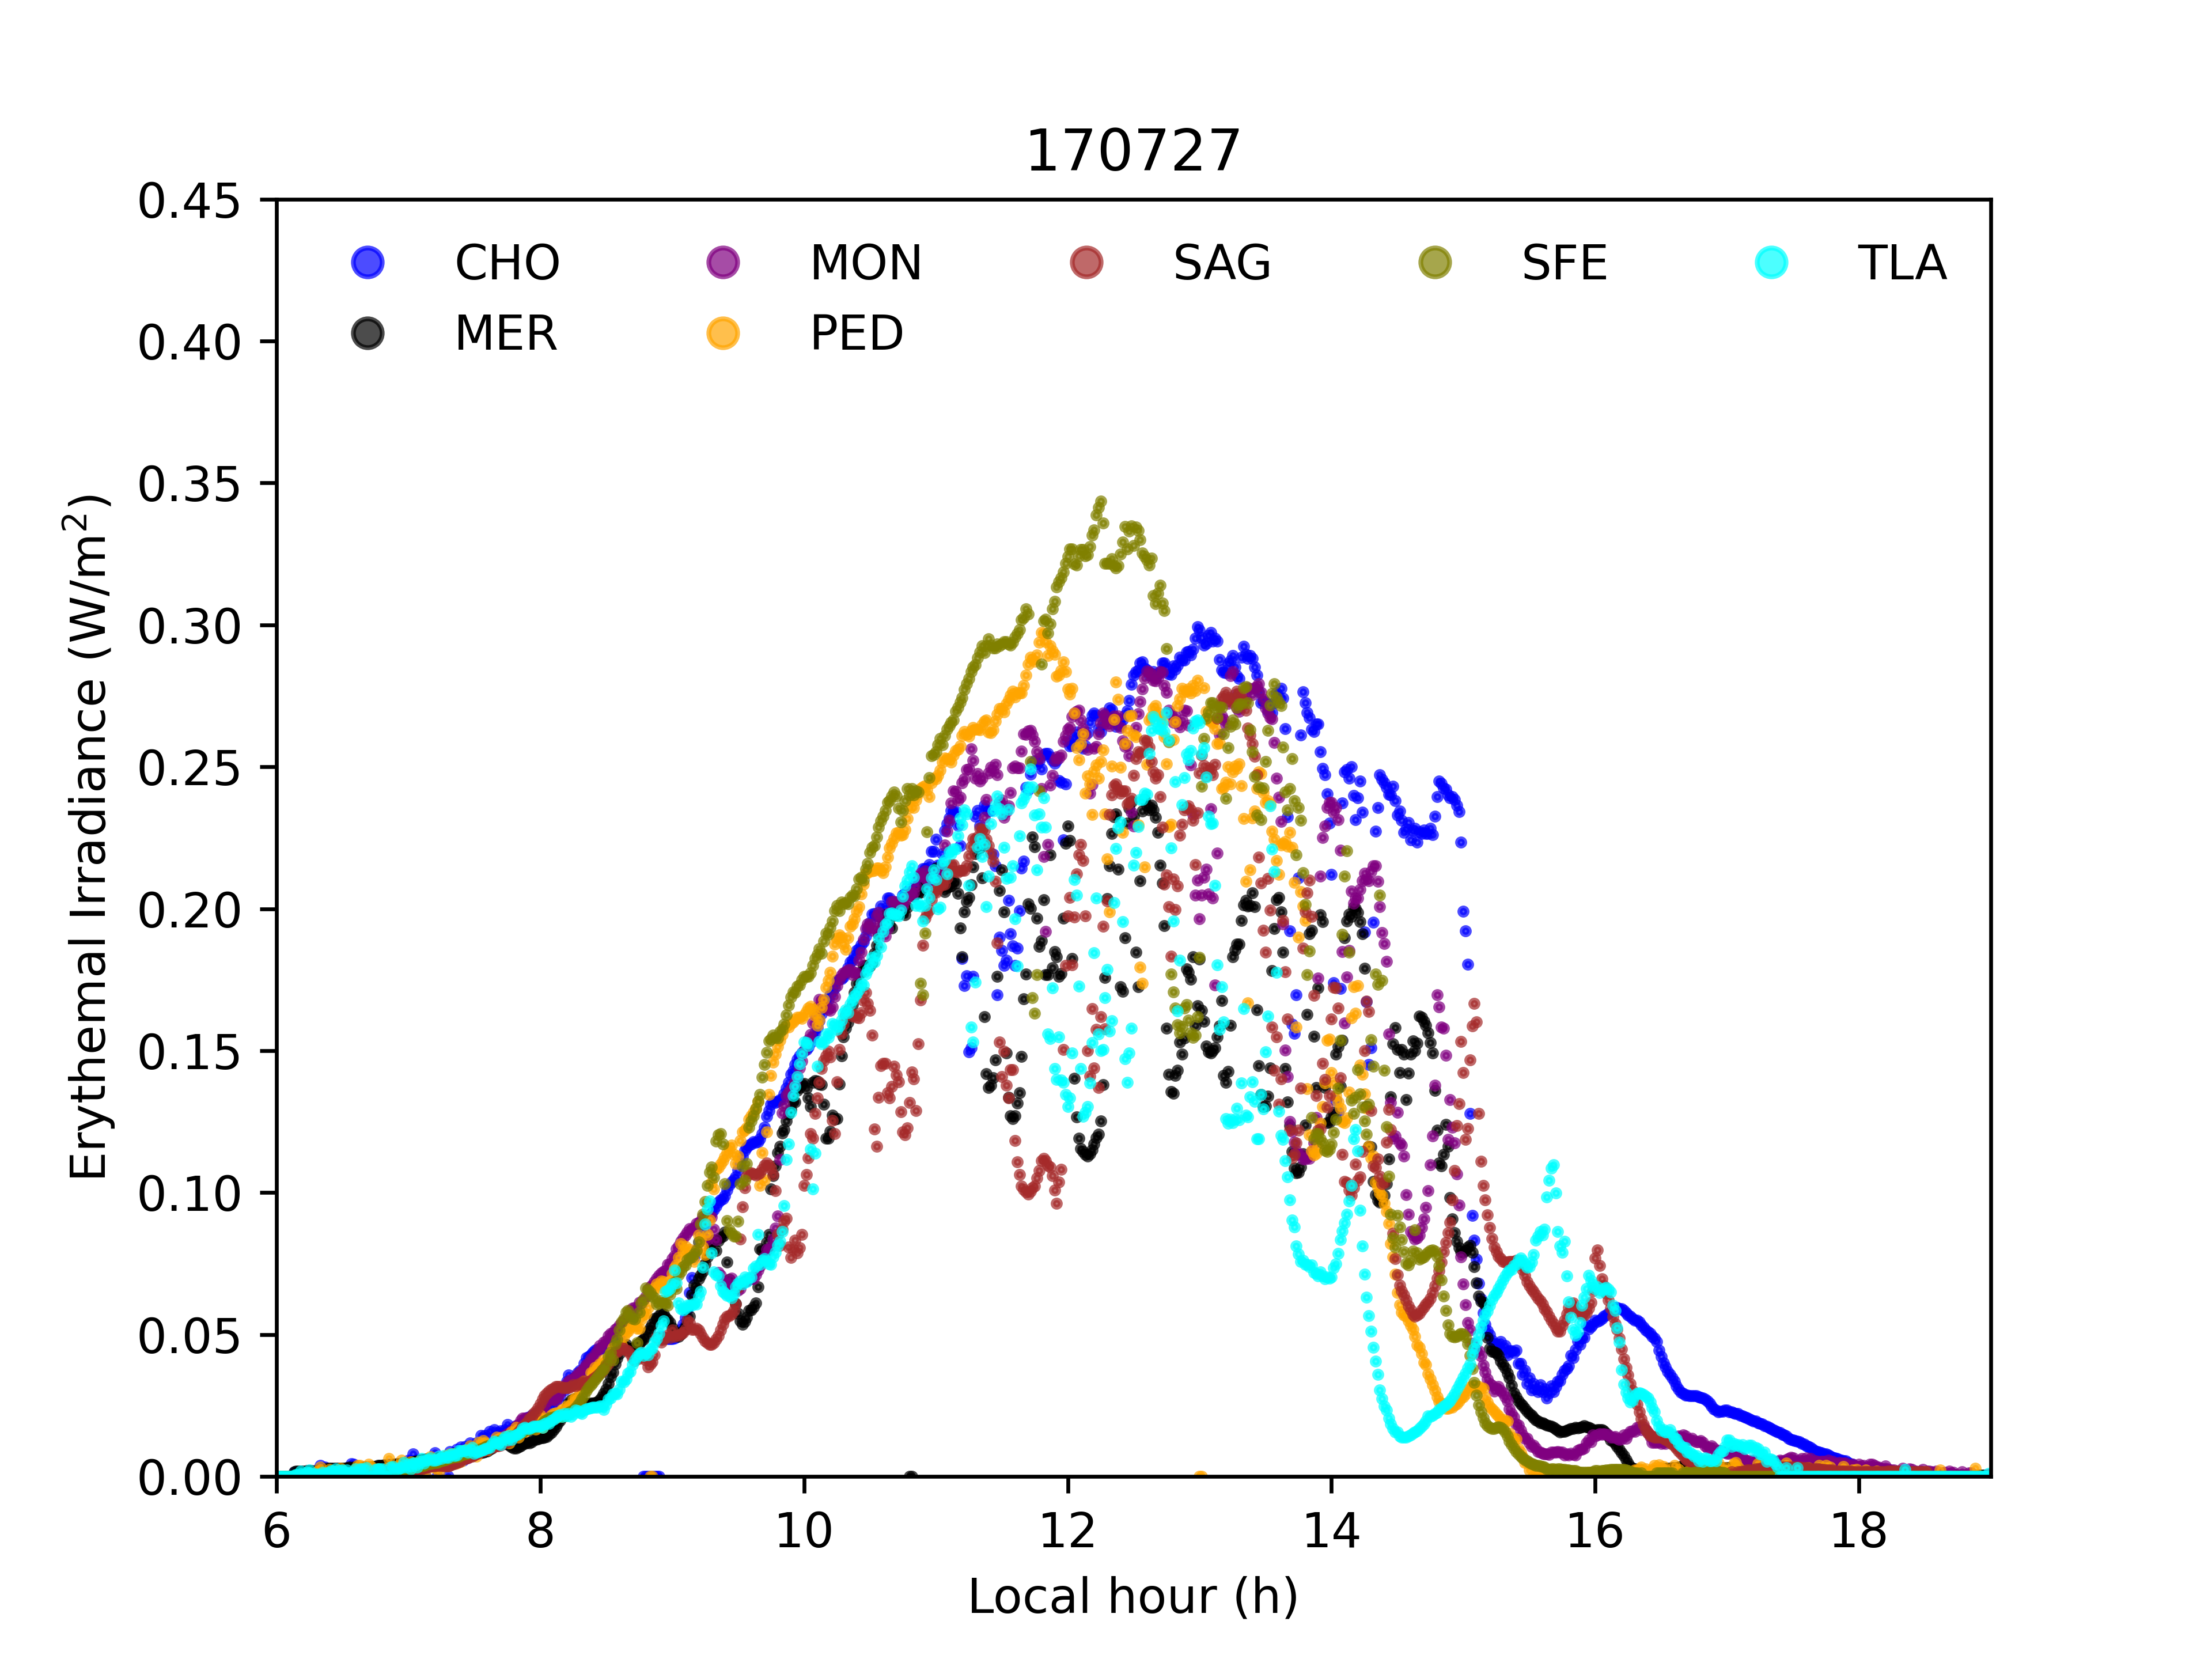 170727
0.45
0.40
0.35
0.30
0.25
0.20
0.15
0.10
0.05
0.00
Erythemal Irradiance (W/m²)
CHO MON SAG SFE TLA
MER PED
6 8 10 12 14 16 18
Local hour (h)